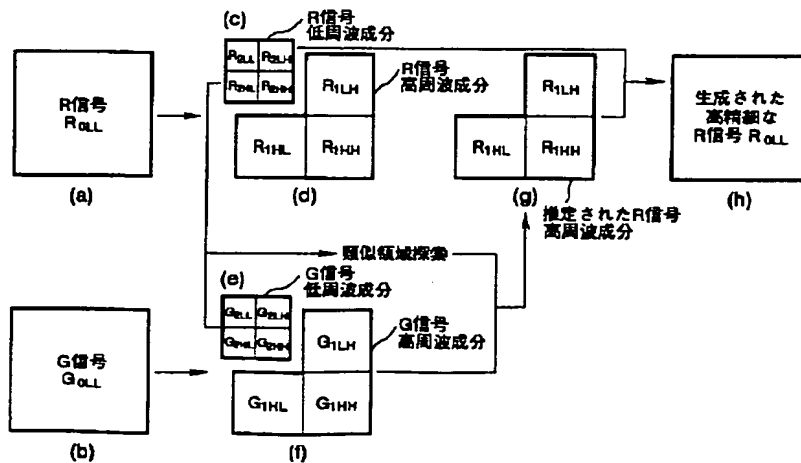 (c)
R信号
低周波成分
R2LL R2LH
R2HL R2HH
R信号
R0LL
(a)
R1LH
R信号
高周波成分
R1HL R1HH
(d)
R1LH
R1HL R1HH
(g)
推定されたR信号
高周波成分
生成された
高精細な
R信号 R0LL
(h)
類似領域探索
(e)
G信号
低周波成分
G2LL G2LH
G2HL G2HH
G信号
G0LL
(b)
G1LH
G信号
高周波成分
G1HL G1HH
(f)